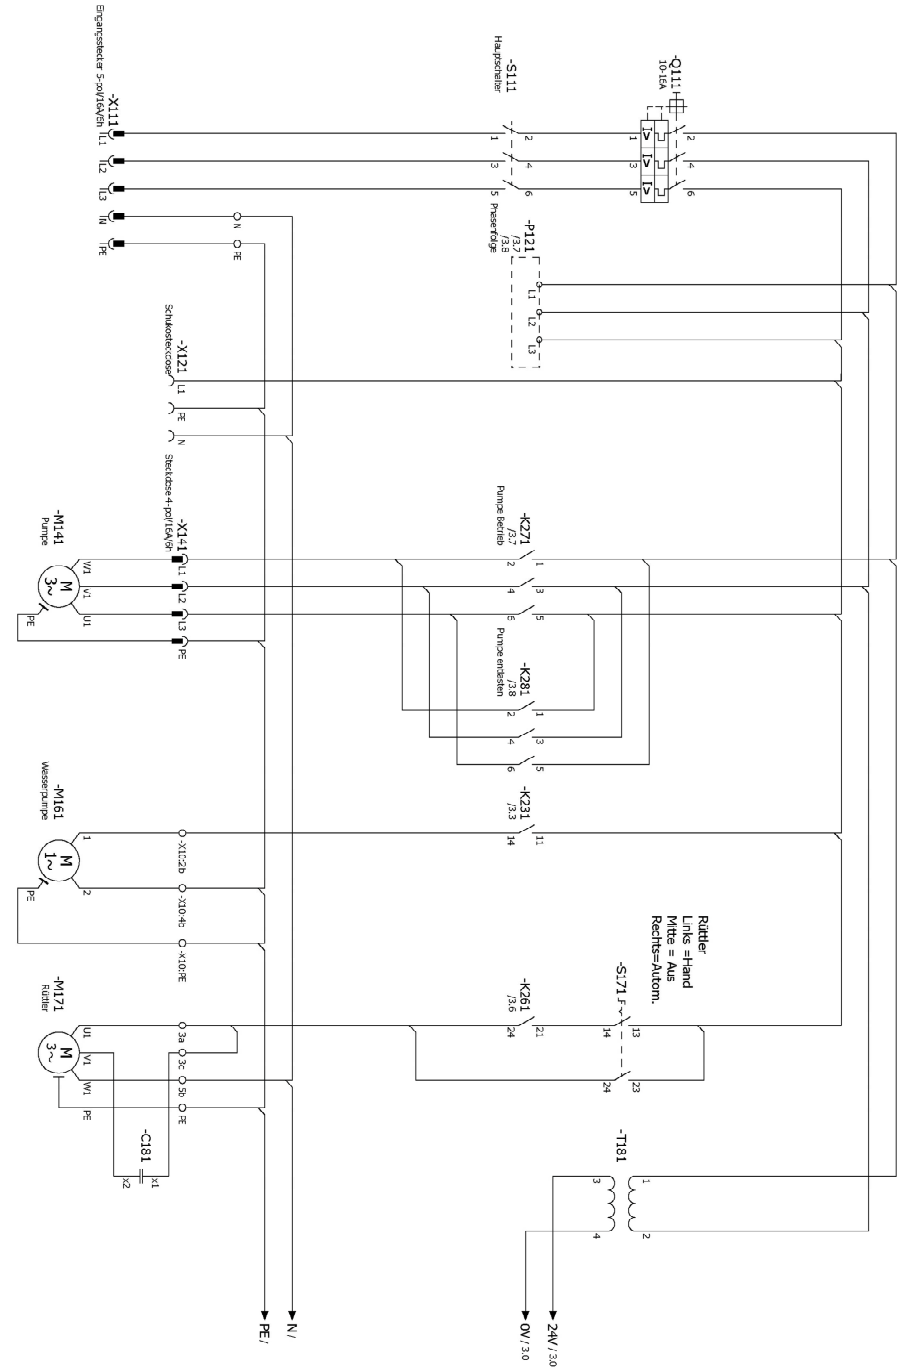 -X111
Eingangsstecker 5-pol/16A/6h
L1
L2
L3
N
PE
N
PE
-S111
Hauptschalter
1
2
3
4
5
6
-Q111
10-16A
I>
I>
I>
1
2
3
4
5
6
-P121
/3.7
/3.8
Phasenfolge
L1
L2
L3
-X121
Schukosteckdose
L1
PE
N
-X141
Steckdose 4-pol/16A/6h
L1
L2
L3
PE
-M141
Pumpe
W1
V1
U1
M
3~
PE
-K271
/3.7
Pumpe Betrieb
1
2
3
4
5
6
-K281
/3.8
Pumpe entlasten
1
2
3
4
5
6
-K231
/3.3
11
14
-M161
Wasserpumpe
1
2
M
1~
PE
-X10:2b
-X10:4b
-X10:PE
Rüttler
Links =Hand
Mitte = Aus
Rechts=Autom.
-S171
13
14
23
24
-K261
/3.6
21
24
-M171
Rüttler
U1
V1
W1
PE
M
3~
3a
3c
5b
PE
-C181
x1
x2
-T181
1
2
3
4
24V / 3.0
0V / 3.0
N /
PE /